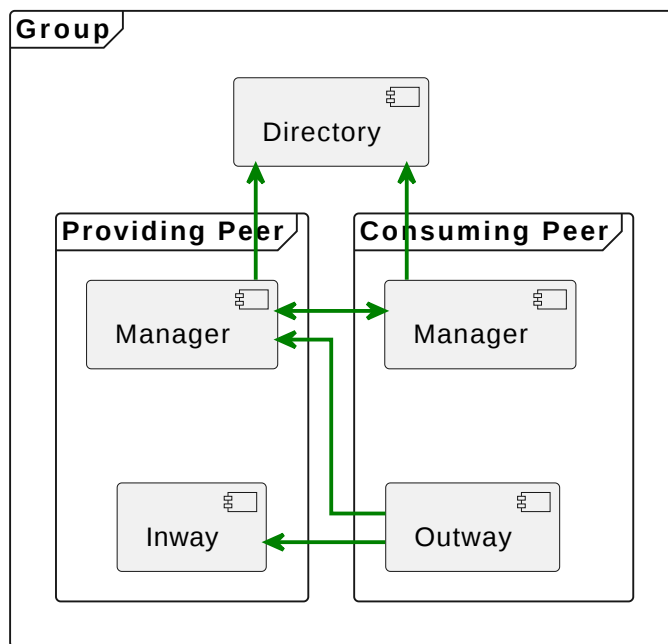 Group
Directory
Providing Peer
Consuming Peer
Manager
Manager
Inway
Outway